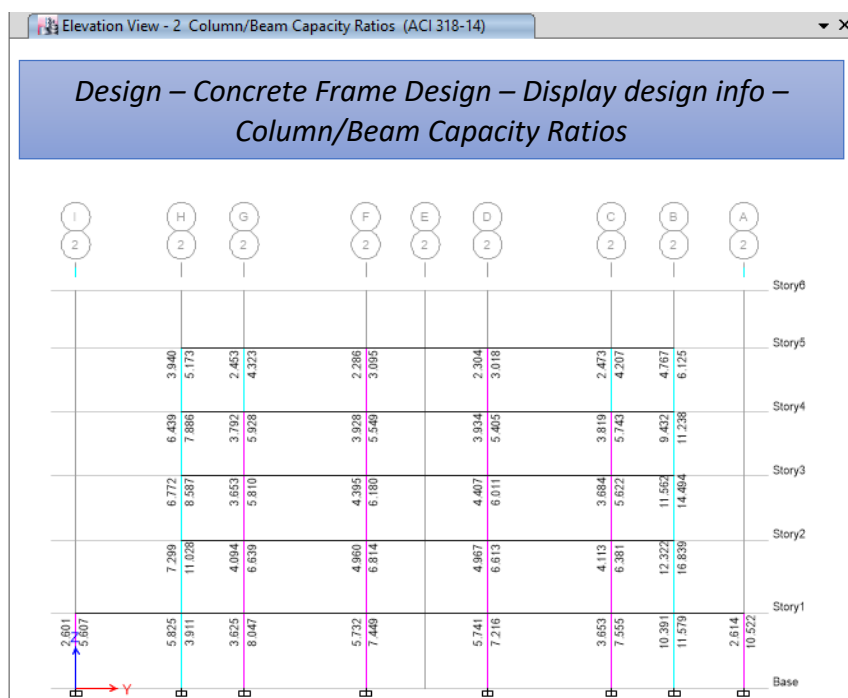 Elevation View - 2 Column/Beam Capacity Ratios (ACI 318-14)
Design – Concrete Frame Design – Display design info –
Column/Beam Capacity Ratios
I H G F E D C B A
2 2 2 2 2 2 2 2 2
Story6
Story5
3.940 5.173 2.453 4.323 2.286 3.095 2.304 3.018 2.473 4.207 4.767 6.125
Story4
6.439 7.886 3.792 5.928 3.928 5.549 3.934 5.405 3.819 5.743 9.432 11.238
Story3
6.772 8.587 3.653 5.810 4.395 6.180 4.407 6.011 3.684 5.622 11.562 14.494
Story2
7.299 11.028 4.094 6.639 4.960 6.814 4.967 6.613 4.113 6.381 12.322 16.839
Story1
2.601 5.607 5.825 3.911 3.625 8.047 5.732 7.449 5.741 7.216 3.653 7.555 10.391 11.579 2.614 10.522
Z
Y
Base